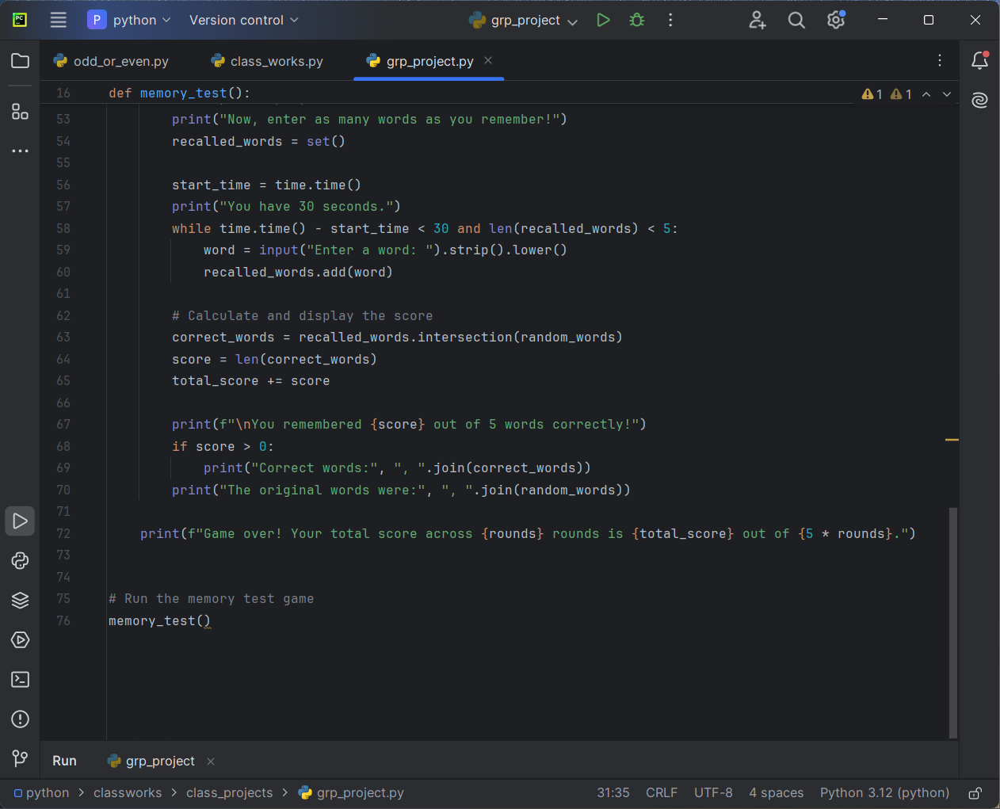 PC
P python Version control grp_project
odd_or_even.py class_works.py grp_project.py
16 def memory_test(): 1 1
53 print("Now, enter as many words as you remember!")
54 recalled_words = set()
55
56 start_time = time.time()
57 print("You have 30 seconds.")
58 while time.time() - start_time < 30 and len(recalled_words) < 5:
59 word = input("Enter a word: ").strip().lower()
60 recalled_words.add(word)
61
62 # Calculate and display the score
63 correct_words = recalled_words.intersection(random_words)
64 score = len(correct_words)
65 total_score += score
66
67 print(f"\nYou remembered {score} out of 5 words correctly!")
68 if score > 0:
69 print("Correct words:", ", ".join(correct_words))
70 print("The original words were:", ", ".join(random_words))
71
72 print(f"Game over! Your total score across {rounds} rounds is {total_score} out of {5 * rounds}.")
73
74
75 # Run the memory test game
76 memory_test()
Run grp_project
python > classworks > class_projects > grp_project.py 31:35 CRLF UTF-8 4 spaces Python 3.12 (python)